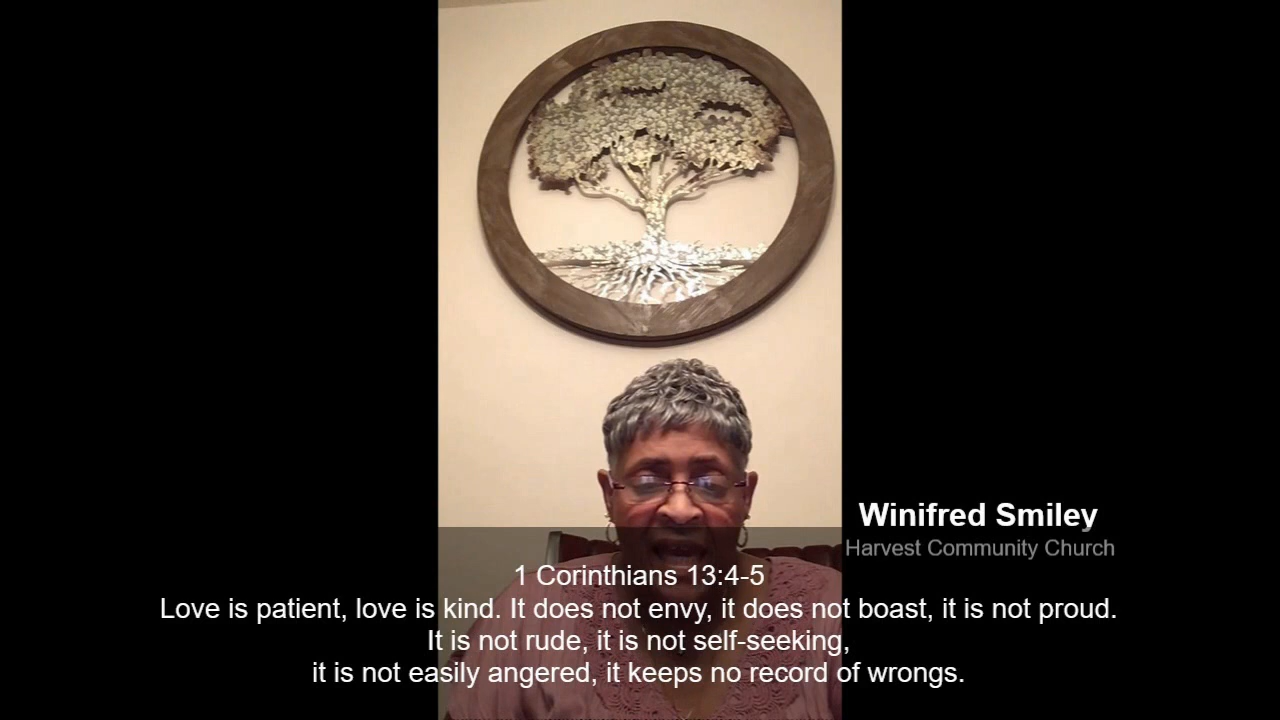 Winifred Smiley
Harvest Community Church
1 Corinthians 13:4-5
Love is patient, love is kind. It does not envy, it does not boast, it is not proud.
It is not rude, it is not self-seeking,
it is not easily angered, it keeps no record of wrongs.